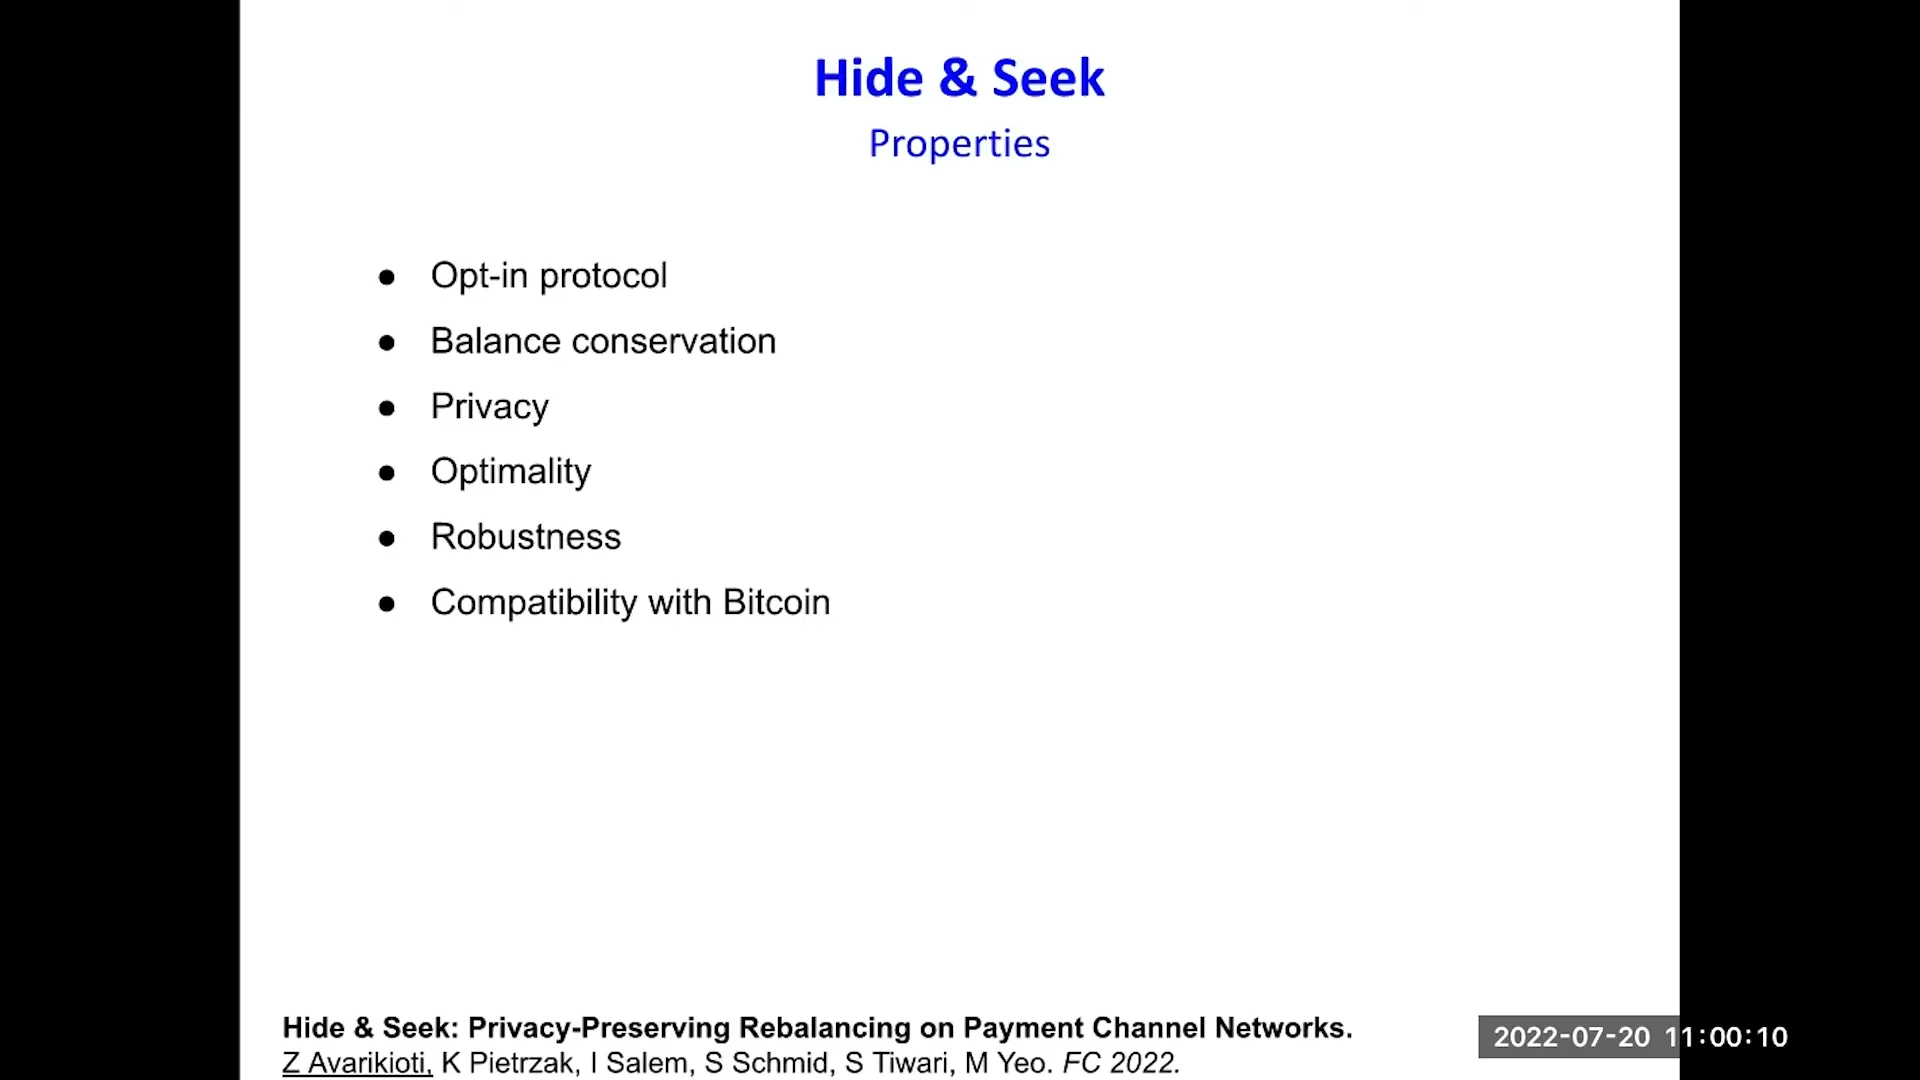 Hide & Seek
Properties
● Opt-in protocol
● Balance conservation
● Privacy
● Optimality
● Robustness
● Compatibility with Bitcoin
Hide & Seek: Privacy-Preserving Rebalancing on Payment Channel Networks.
Z Avarikioti, K Pietrzak, I Salem, S Schmid, S Tiwari, M Yeo. FC 2022.
2022-07-20 11:00:10